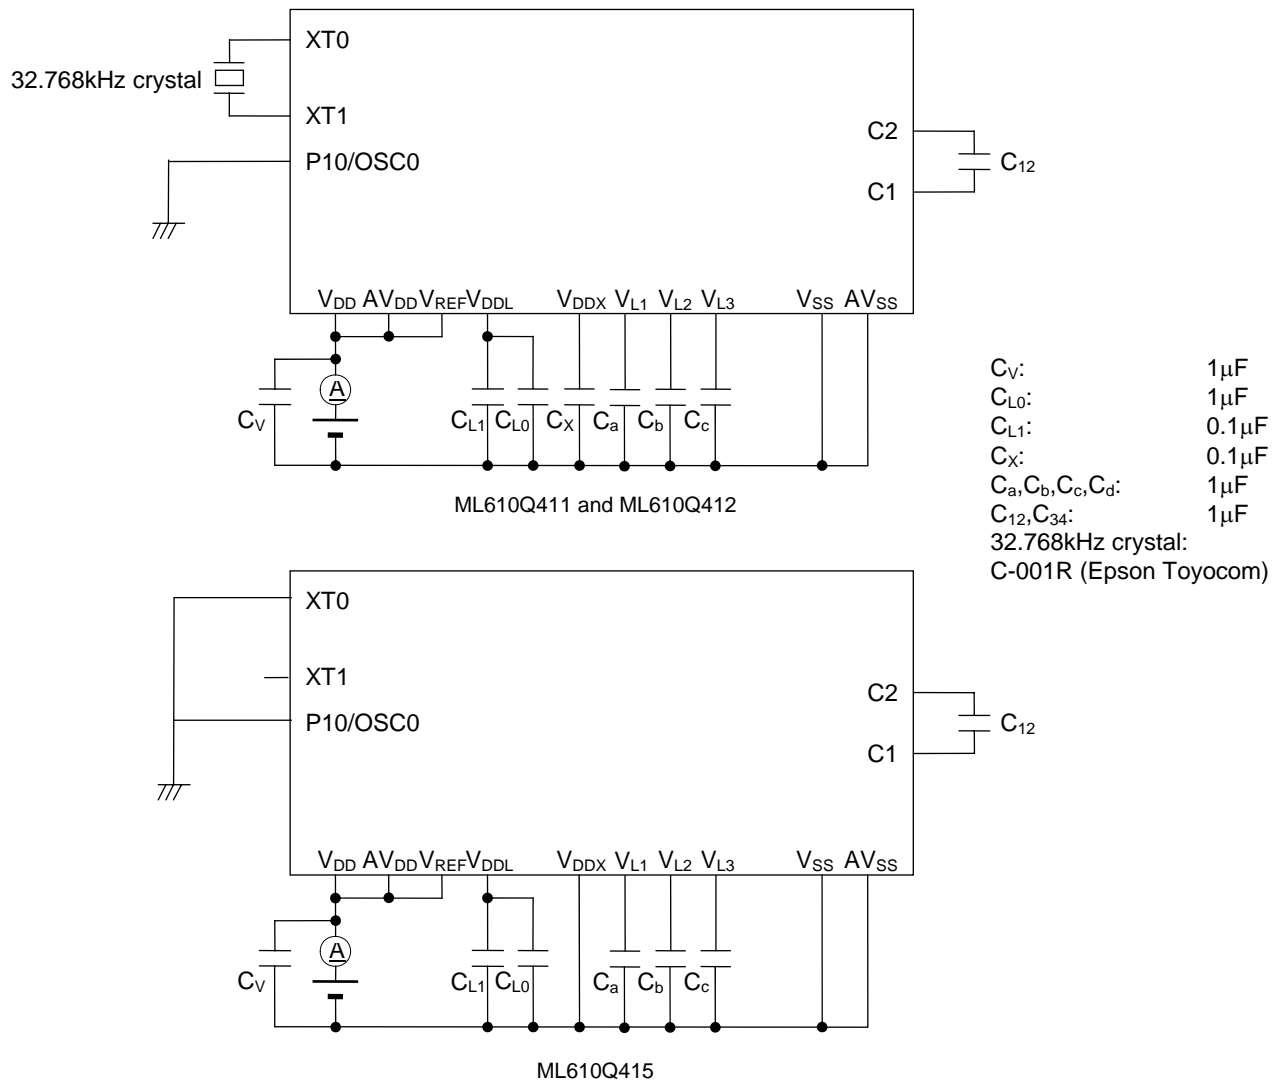 XT0
32.768kHz crystal
XT1
P10/OSC0
C2
C12
C1
VDD AVDD VREF VDDL VDDX VL1 VL2 VL3 VSS AVSS
A
CV CL1 CL0 CX Ca Cb Cc
ML610Q411 and ML610Q412
CV: 1μF
CL0: 1μF
CL1: 0.1μF
CX: 0.1μF
Ca,Cb,Cc,Cd: 1μF
C12,C34: 1μF
32.768kHz crystal:
C-001R (Epson Toyocom)
XT0
XT1
P10/OSC0
C2
C12
C1
VDD AVDD VREF VDDL VDDX VL1 VL2 VL3 VSS AVSS
A
CV CL1 CL0 Ca Cb Cc
ML610Q415